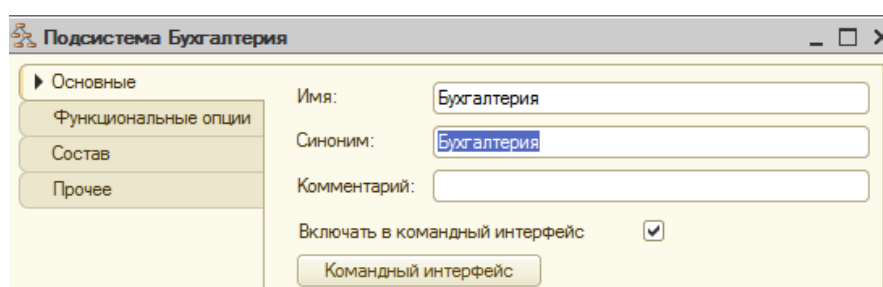 Подсистема Бухгалтерия
Основные
Функциональные опции
Состав
Прочее
Имя: Бухгалтерия
Синоним: Бухгалтерия
Комментарий:
Включать в командный интерфейс
Командный интерфейс